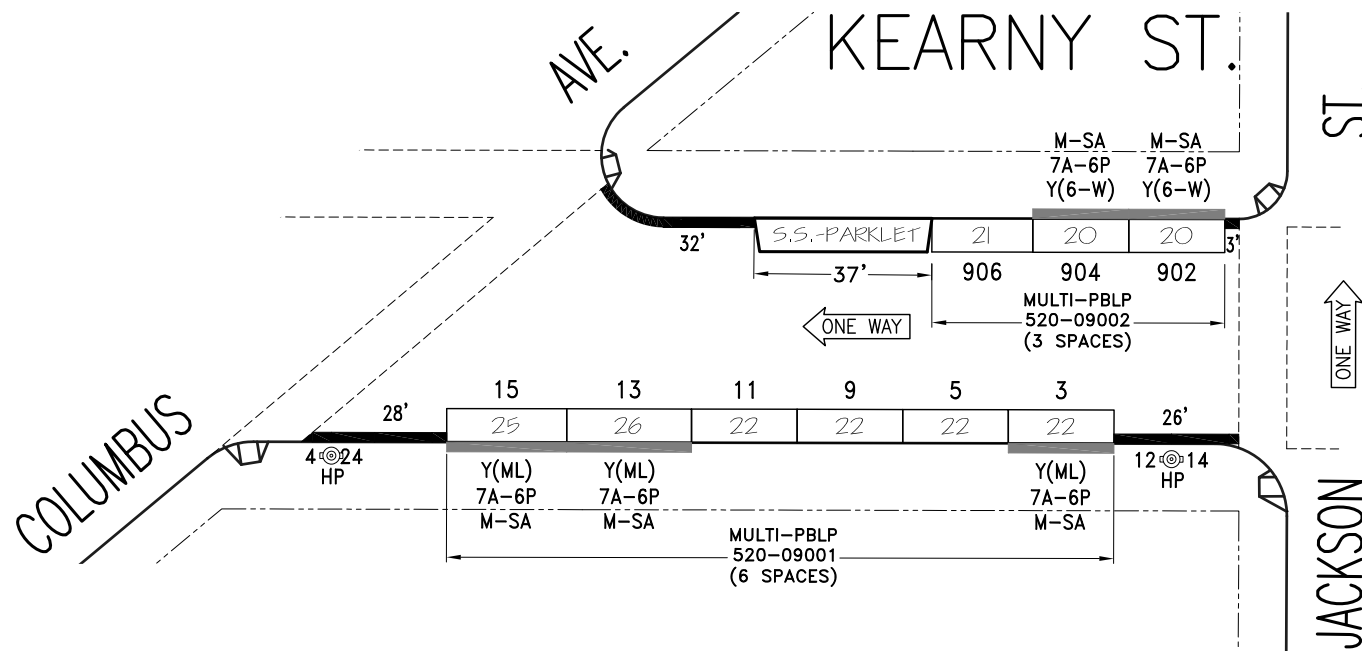 KEARNY ST.
AVE.
ST
M-SA M-SA
7A-6P 7A-6P
Y(6-W) Y(6-W)
32' S.S.-PARKLET 21 20 20 3'
37' 906 904 902
MULTI-PBLP
520-09002
(3 SPACES)
ONE WAY
ONE WAY
15 13 11 9 5 3
28' 25 26 22 22 22 22 26'
COLUMBUS
4 24
HP
12 14
HP
Y(ML) Y(ML) Y(ML)
7A-6P 7A-6P 7A-6P
M-SA M-SA M-SA
MULTI-PBLP
520-09001
(6 SPACES)
JACKSON